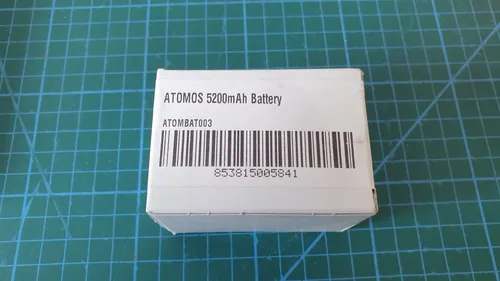 ATOMOS 5200mAh Battery
ATOMBAT003
853815005841